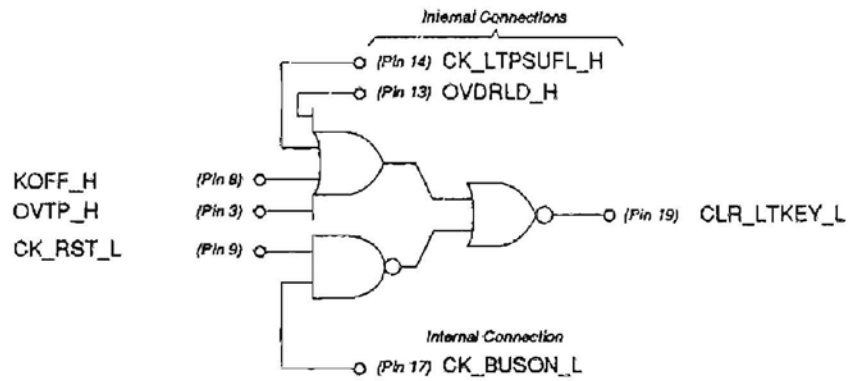 Internal Connections
(Pin 14) CK_LTPSUFL_H
(Pin 13) OVDRLD_H
KOFF_H (Pin 8)
OVTP_H (Pin 3)
CK_RST_L (Pin 9)
(Pin 19) CLR_LTKEY_L
Internal Connection
(Pin 17) CK_BUSON_L